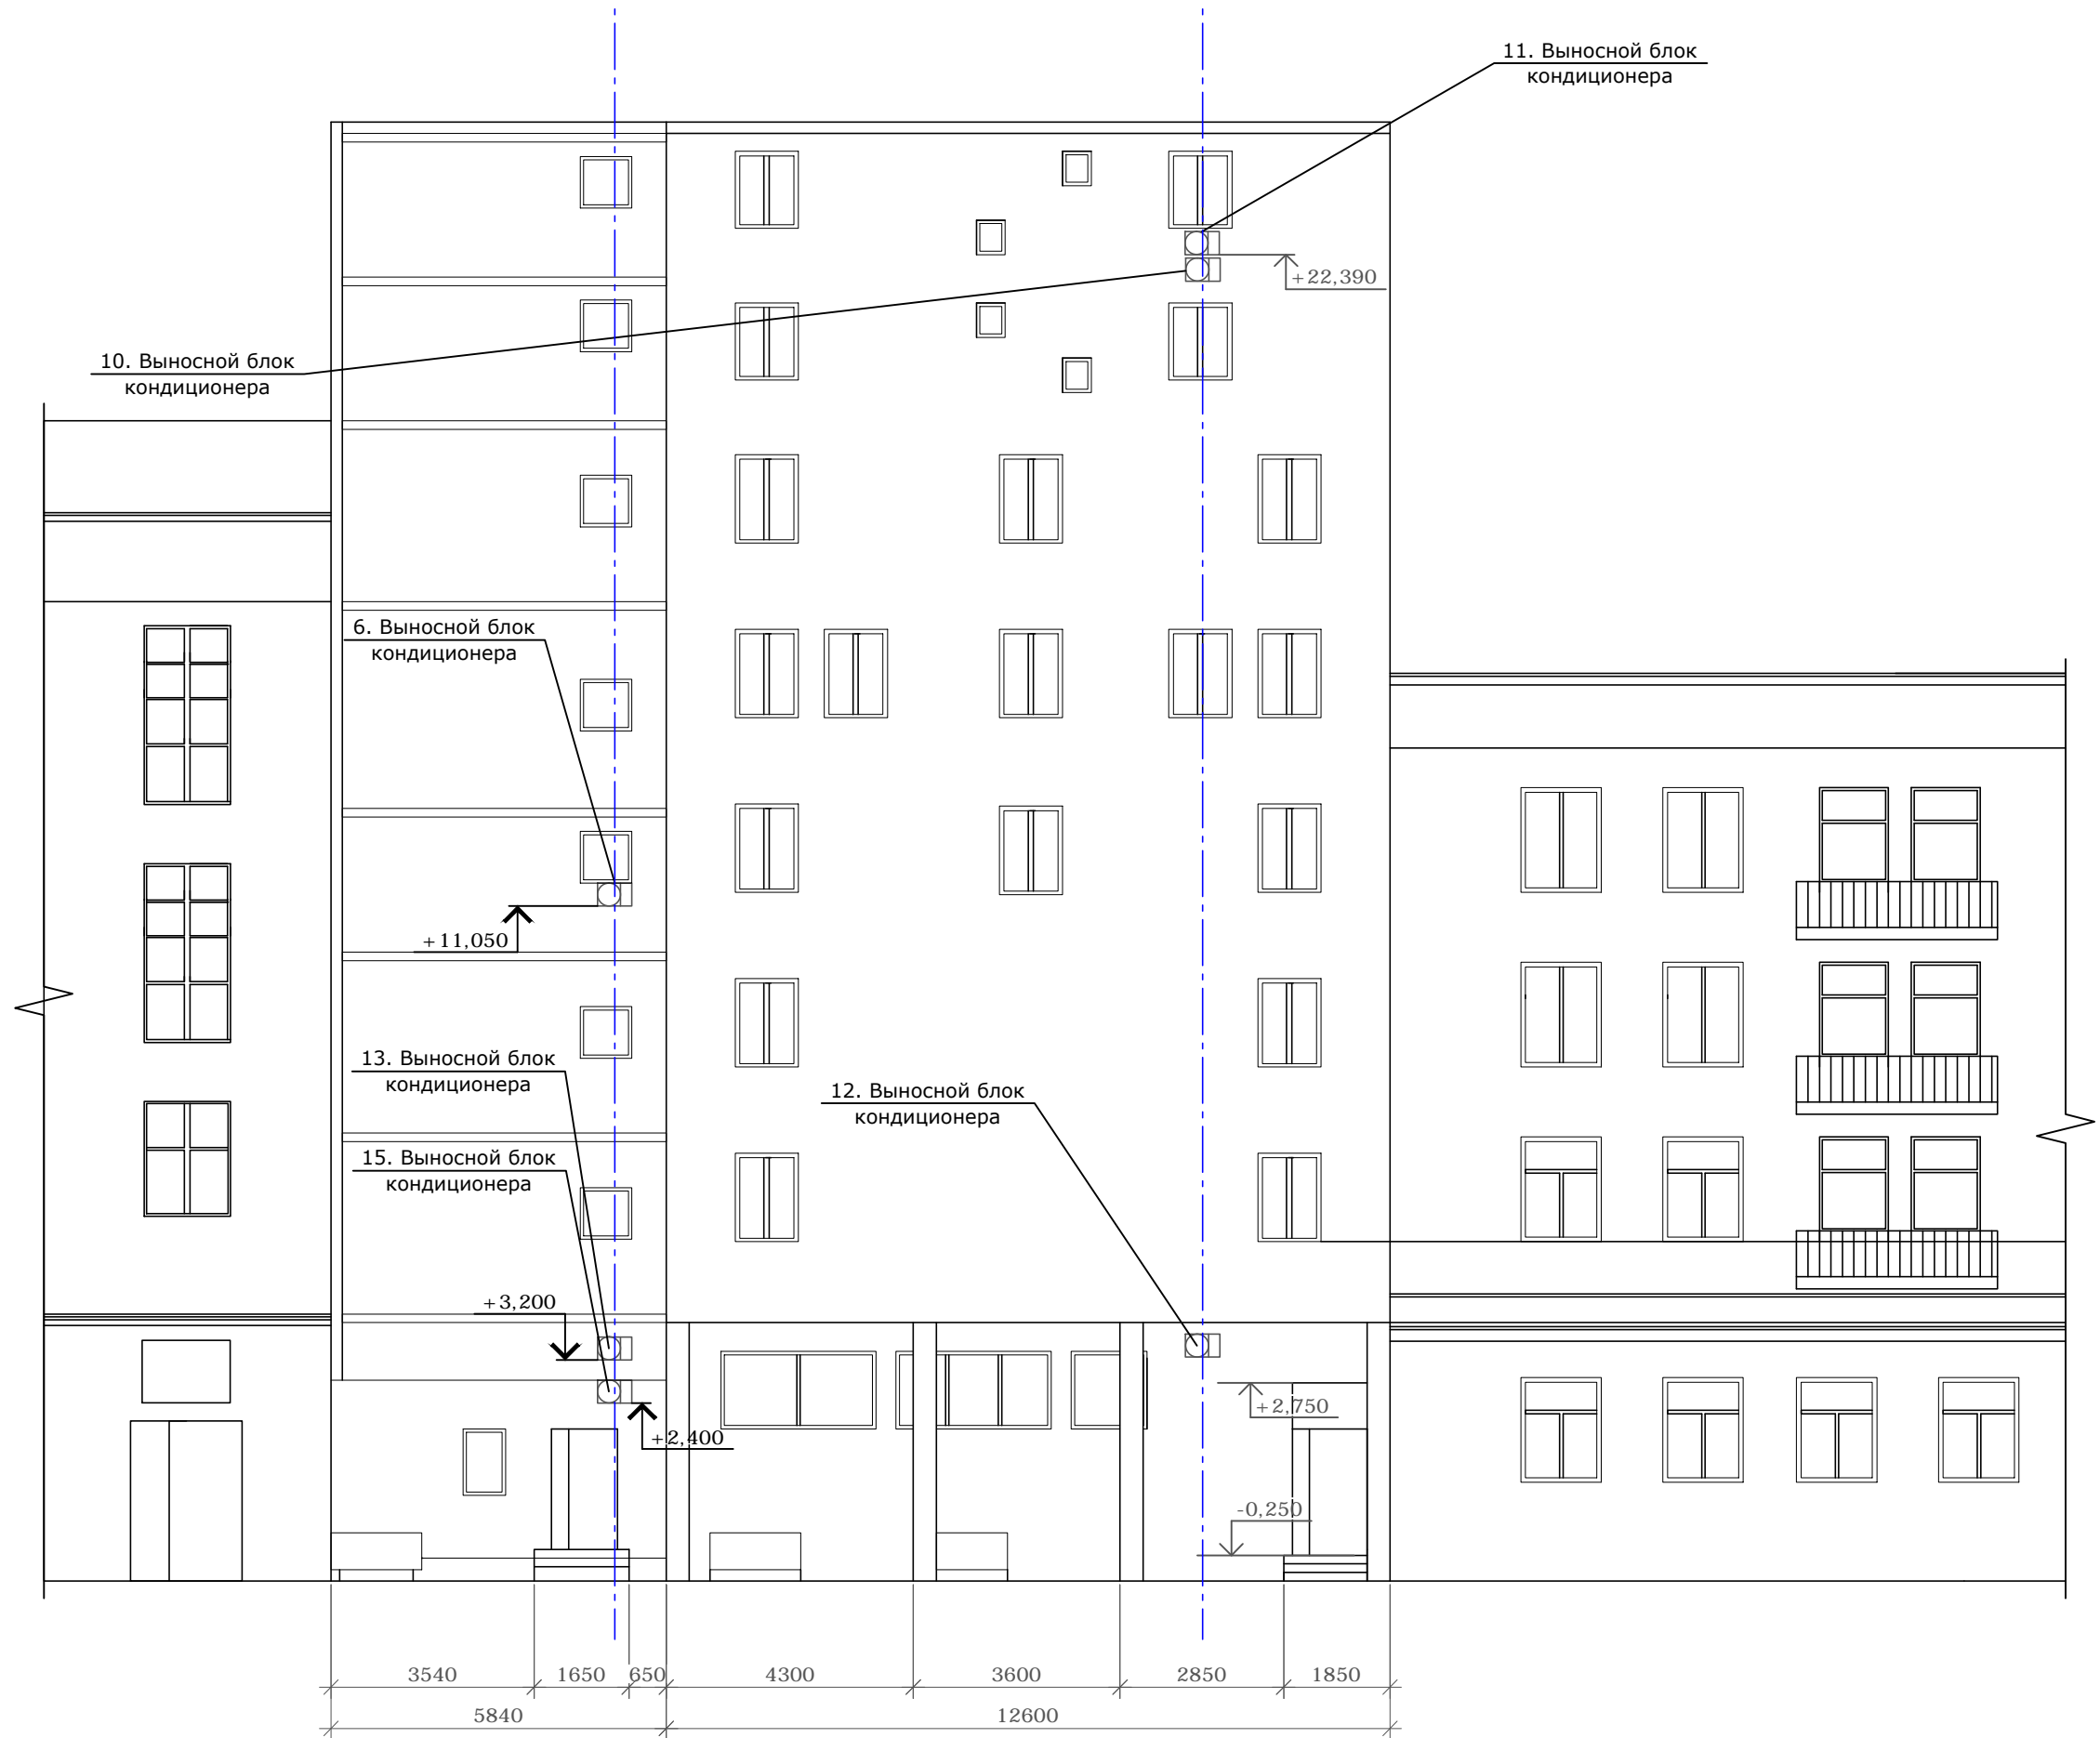 11. Выносной блок
кондиционера
+22,390
10. Выносной блок
кондиционера
6. Выносной блок
кондиционера
+11,050
13. Выносной блок
кондиционера
12. Выносной блок
кондиционера
15. Выносной блок
кондиционера
+3,200
+2,750
+2,400
-0,250
3540 1650 650 4300 3600 2850 1850
5840 12600